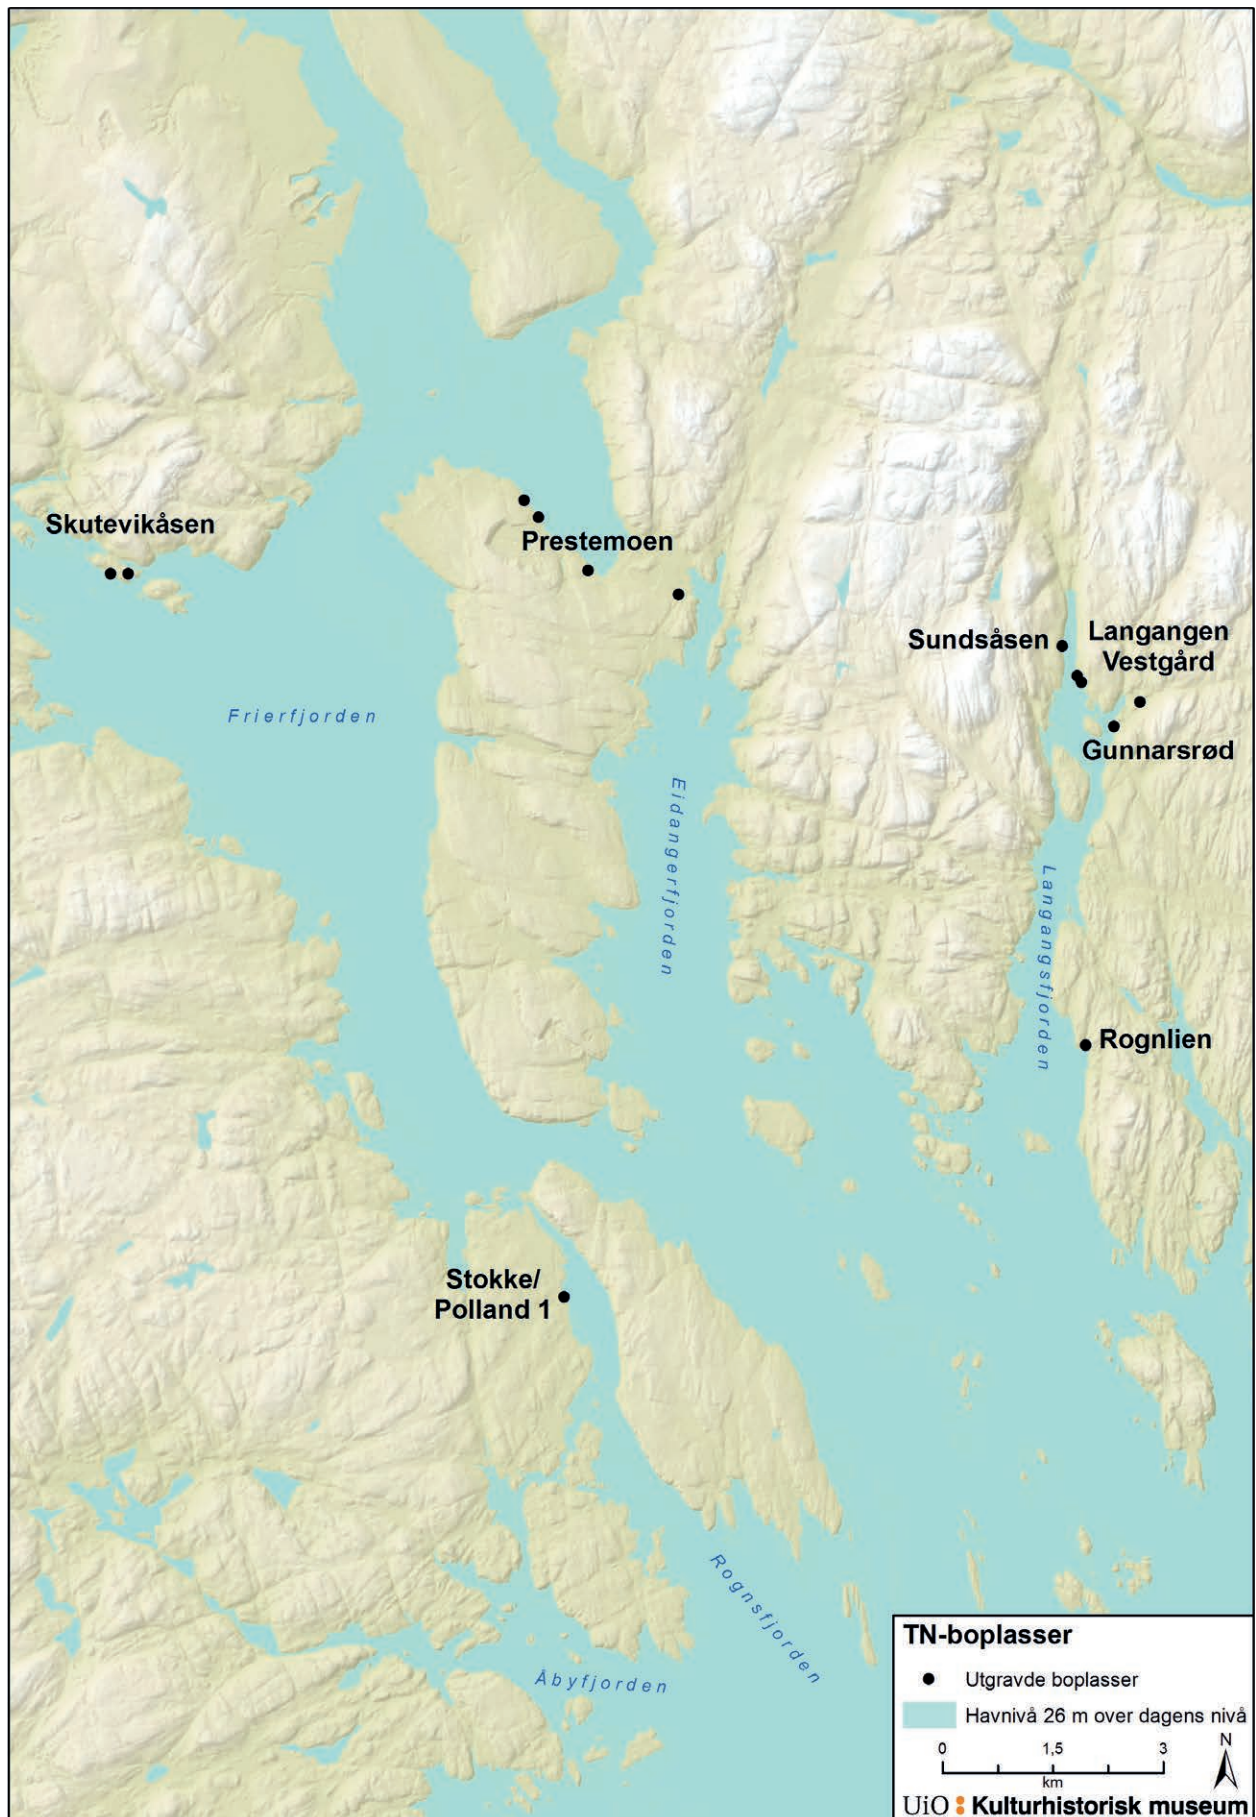 Skutevikåsen
Prestemoen
Sundsåsen
Langangen
Vestgård
Gunnarsrød
Frierfjorden
Eidangerfjorden
Langangsfjorden
Rognlien
Stokke/
Polland 1
Rognsfjorden
Åbyfjorden
TN-boplasser
Utgravde boplasser
Havnivå 26 m over dagens nivå
0 1,5 3
km
N
UiO Kulturhistorisk museum